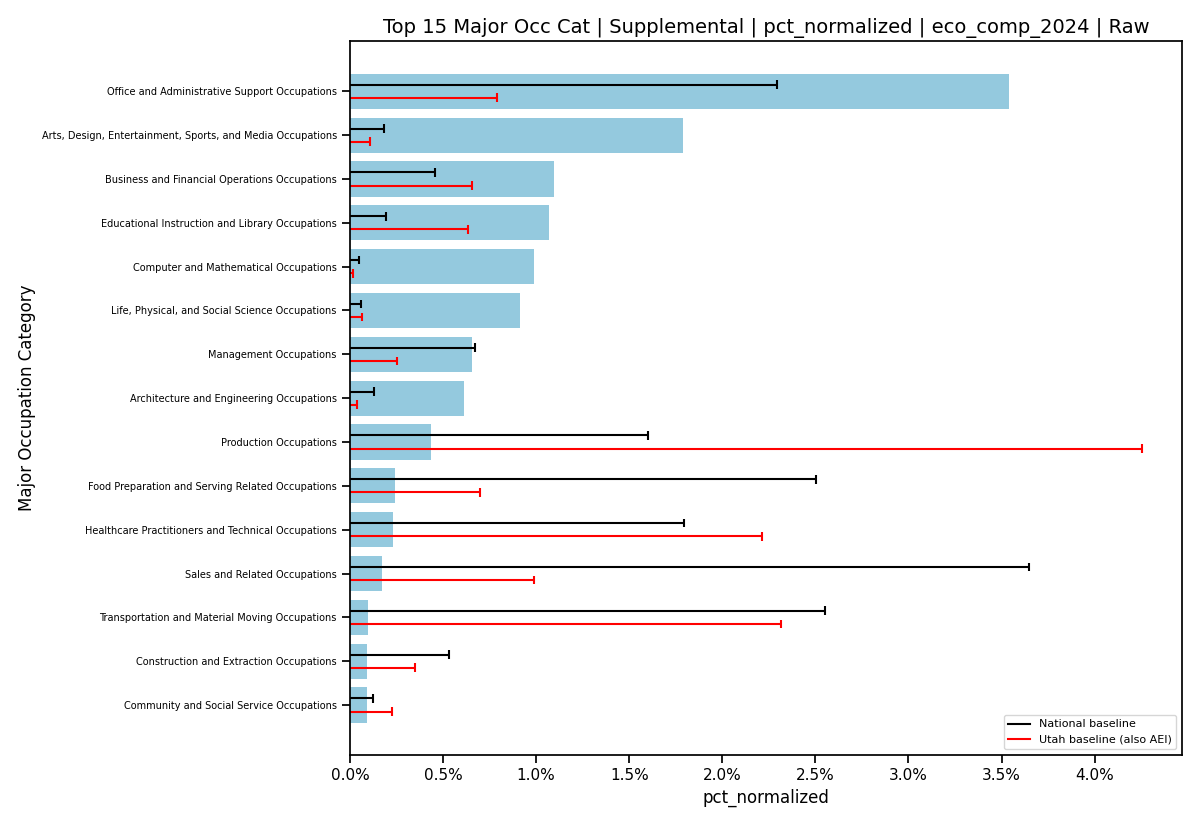 Top 15 Major Occ Cat | Supplemental | pct_normalized | eco_comp_2024 | Raw
Major Occupation Category
Office and Administrative Support Occupations
Arts, Design, Entertainment, Sports, and Media Occupations
Business and Financial Operations Occupations
Educational Instruction and Library Occupations
Computer and Mathematical Occupations
Life, Physical, and Social Science Occupations
Management Occupations
Architecture and Engineering Occupations
Production Occupations
Food Preparation and Serving Related Occupations
Healthcare Practitioners and Technical Occupations
Sales and Related Occupations
Transportation and Material Moving Occupations
Construction and Extraction Occupations
Community and Social Service Occupations
National baseline
Utah baseline (also AEI)
0.0% 0.5% 1.0% 1.5% 2.0% 2.5% 3.0% 3.5% 4.0%
pct_normalized